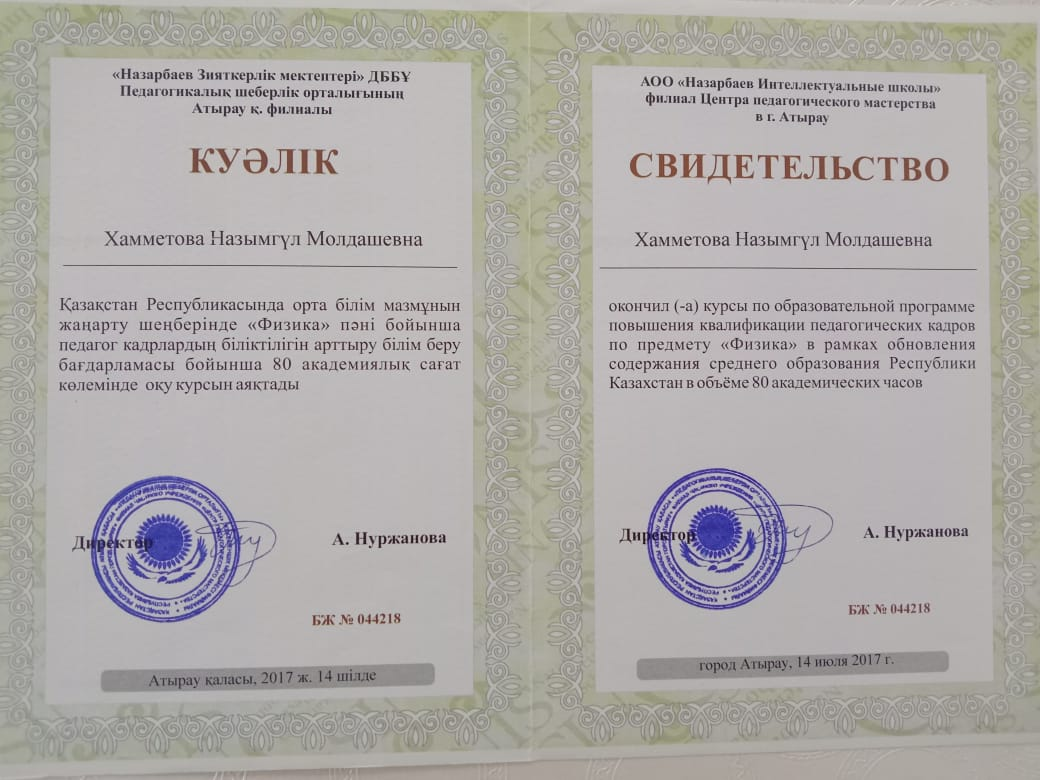 «Назарбаев Зияткерлік мектептері» ДББҰ
Педагогикалық шеберлік орталығының
Атырау қ. филиалы
КУӘЛІК
Хамметова Назымгүл Молдашевна
Қазақстан Республикасында орта білім мазмұнын
жаңарту шеңберінде «Физика» пәні бойынша
педагог кадрлардың біліктілігін арттыру білім беру
бағдарламасы бойынша 80 академиялық сағат
көлемінде оқу курсын аяқтады
Директор
А. Нуржанова
БЖ № 044218
Атырау қаласы, 2017 ж. 14 шілде
АОО «Назарбаев Интеллектуальные школы»
филиал Центра педагогического мастерства
в г. Атырау
СВИДЕТЕЛЬСТВО
Хамметова Назымгүл Молдашевна
окончил (-а) курсы по образовательной программе
повышения квалификации педагогических кадров
по предмету «Физика» в рамках обновления
содержания среднего образования Республики
Казахстан в объёме 80 академических часов
Директор
А. Нуржанова
БЖ № 044218
город Атырау, 14 июля 2017 г.